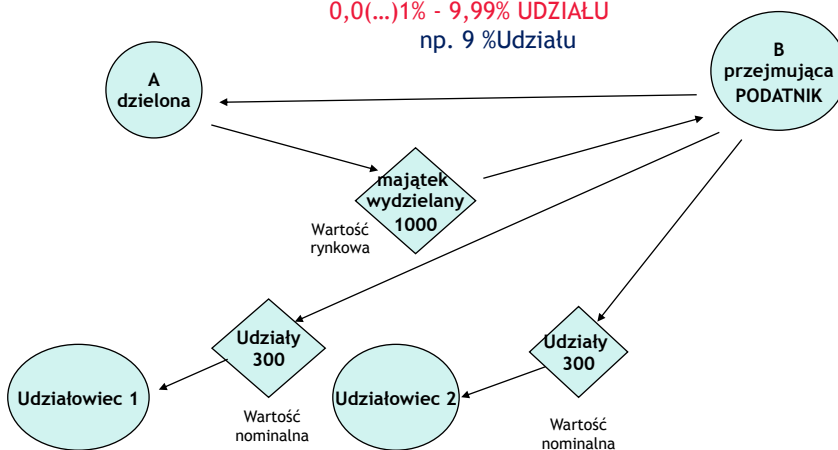 0,0(…)1% - 9,99% UDZIAŁU
np. 9 %Udziału
A
dzielona
B
przejmująca
PODATNIK
majątek
wydzielany
1000
Wartość
rynkowa
Udziały
300
Udziały
300
Udziałowiec 1
Udziałowiec 2
Wartość
nominalna
Wartość
nominalna